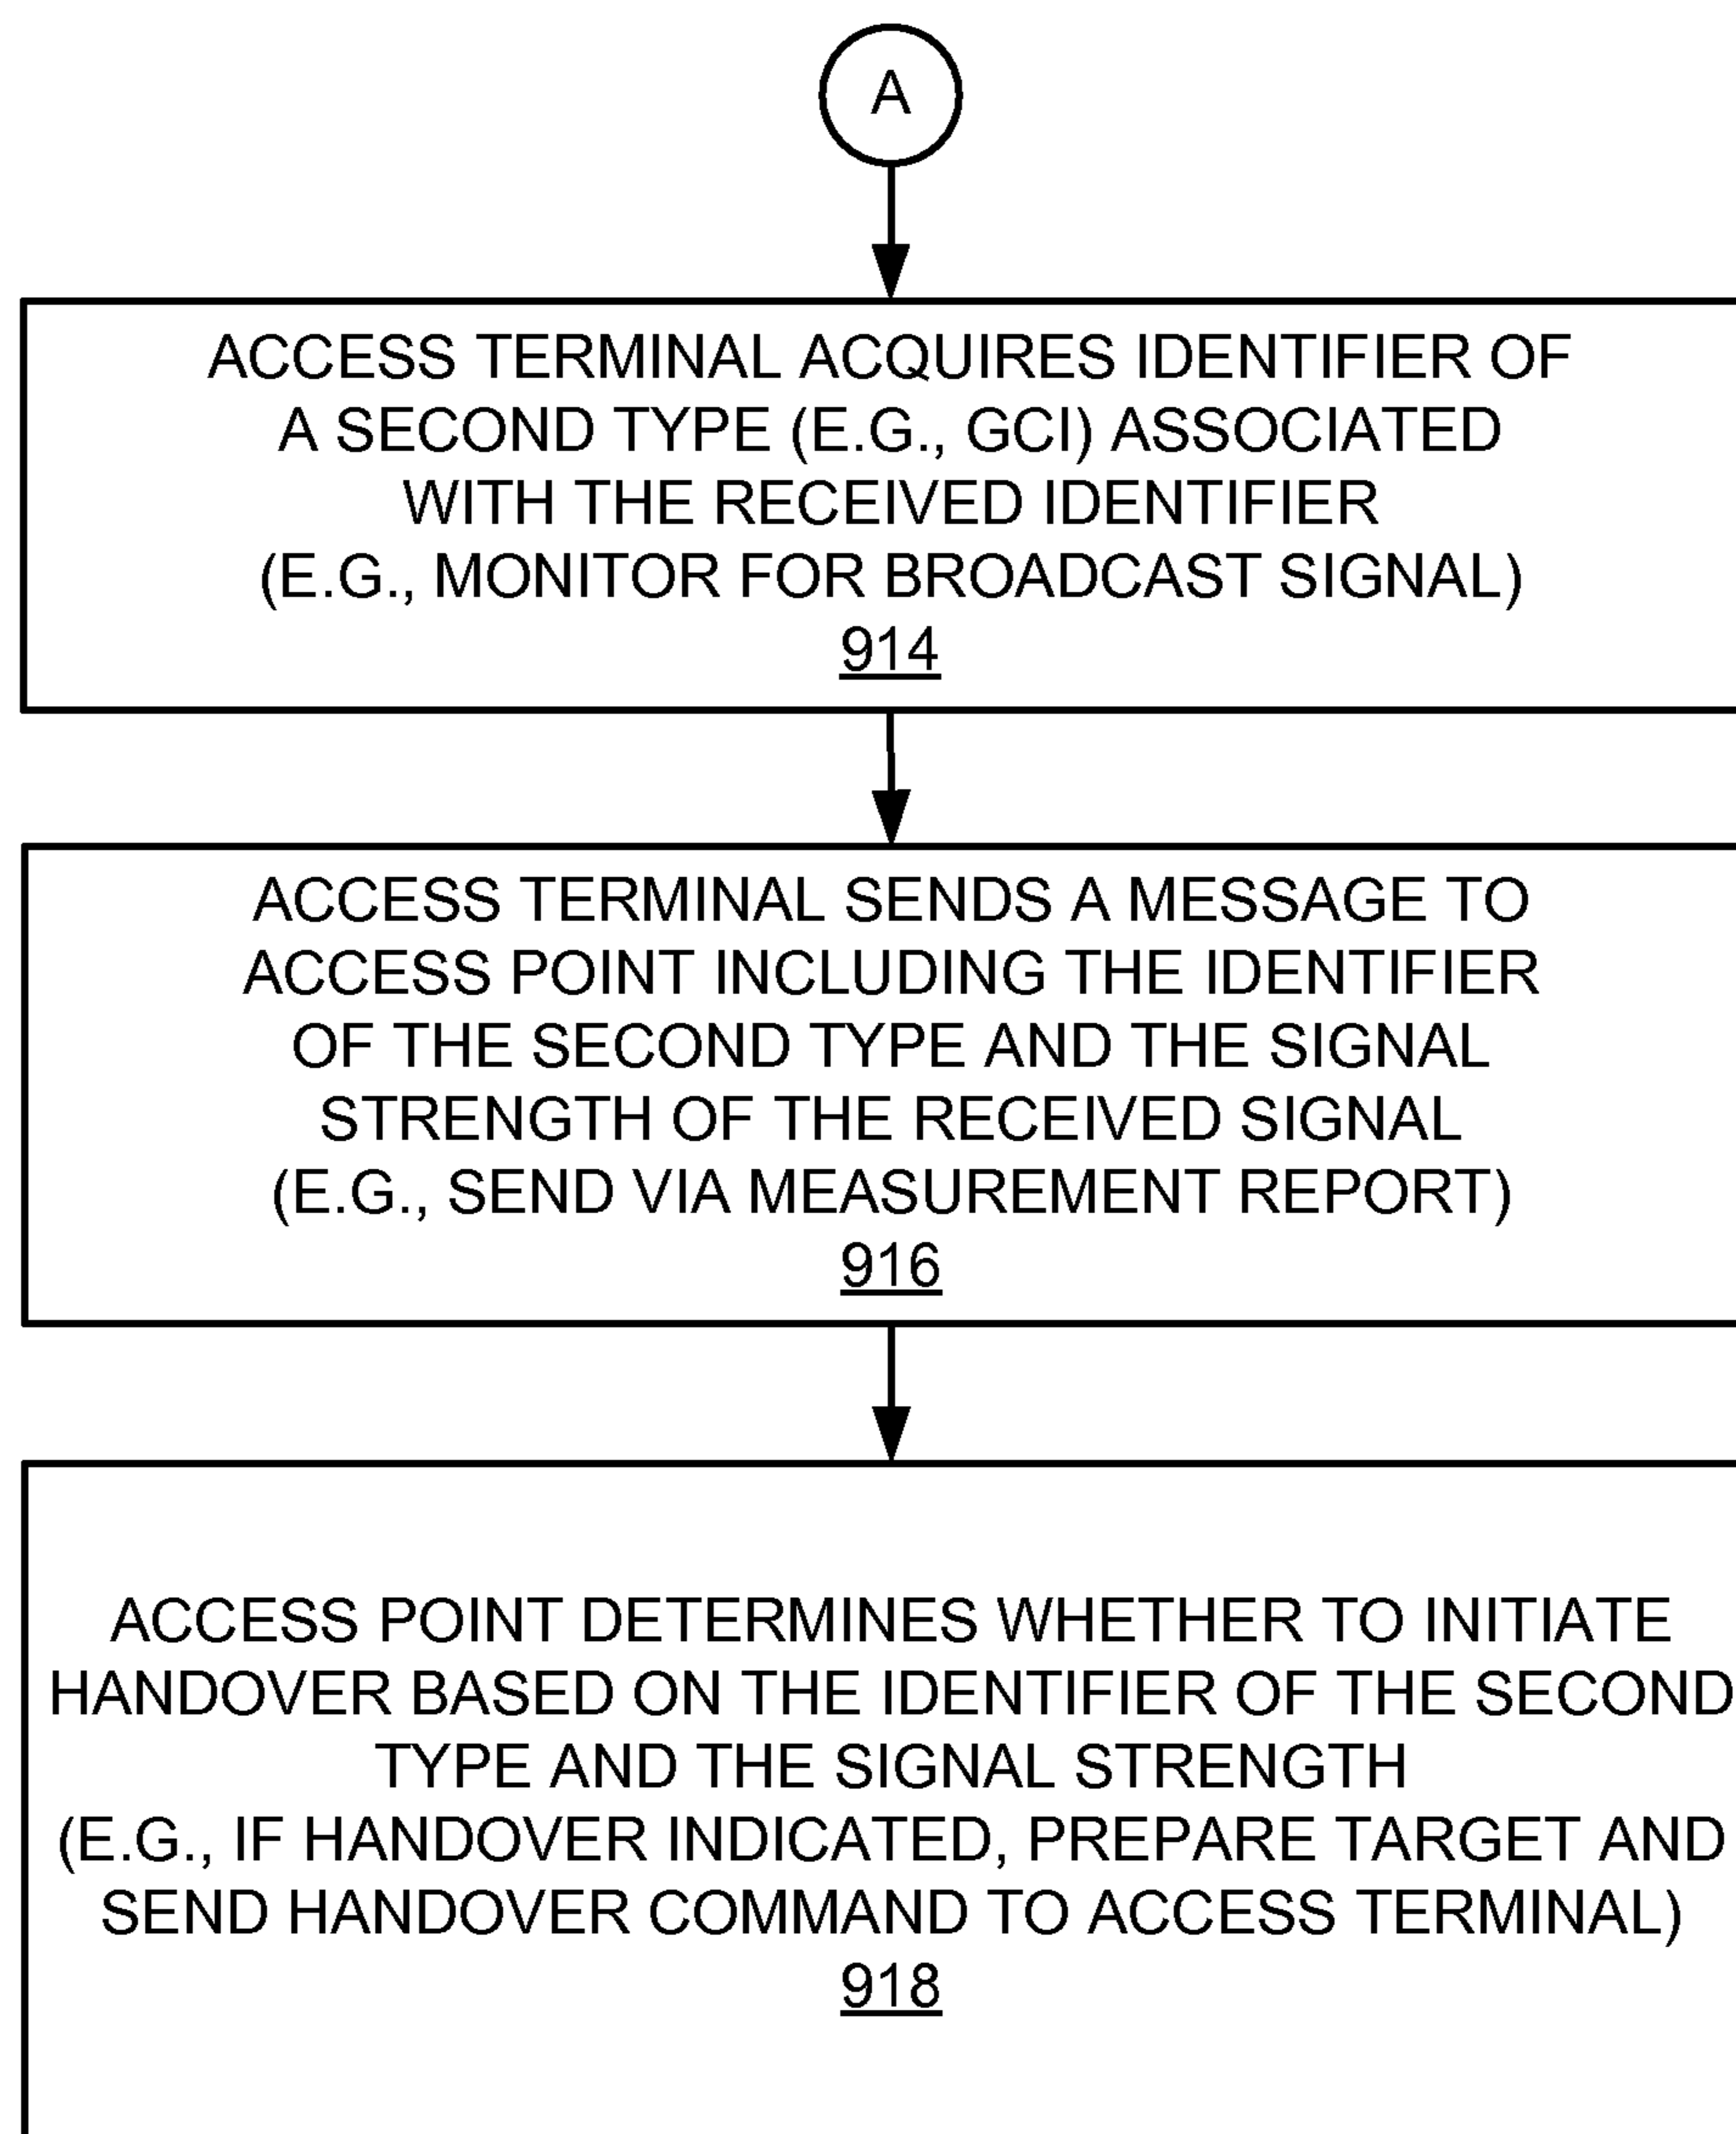 A
ACCESS TERMINAL ACQUIRES IDENTIFIER OF
A SECOND TYPE (E.G., GCI) ASSOCIATED
WITH THE RECEIVED IDENTIFIER
(E.G., MONITOR FOR BROADCAST SIGNAL)
914
ACCESS TERMINAL SENDS A MESSAGE TO
ACCESS POINT INCLUDING THE IDENTIFIER
OF THE SECOND TYPE AND THE SIGNAL
STRENGTH OF THE RECEIVED SIGNAL
(E.G., SEND VIA MEASUREMENT REPORT)
916
ACCESS POINT DETERMINES WHETHER TO INITIATE
HANDOVER BASED ON THE IDENTIFIER OF THE SECOND
TYPE AND THE SIGNAL STRENGTH
(E.G., IF HANDOVER INDICATED, PREPARE TARGET AND
SEND HANDOVER COMMAND TO ACCESS TERMINAL)
918